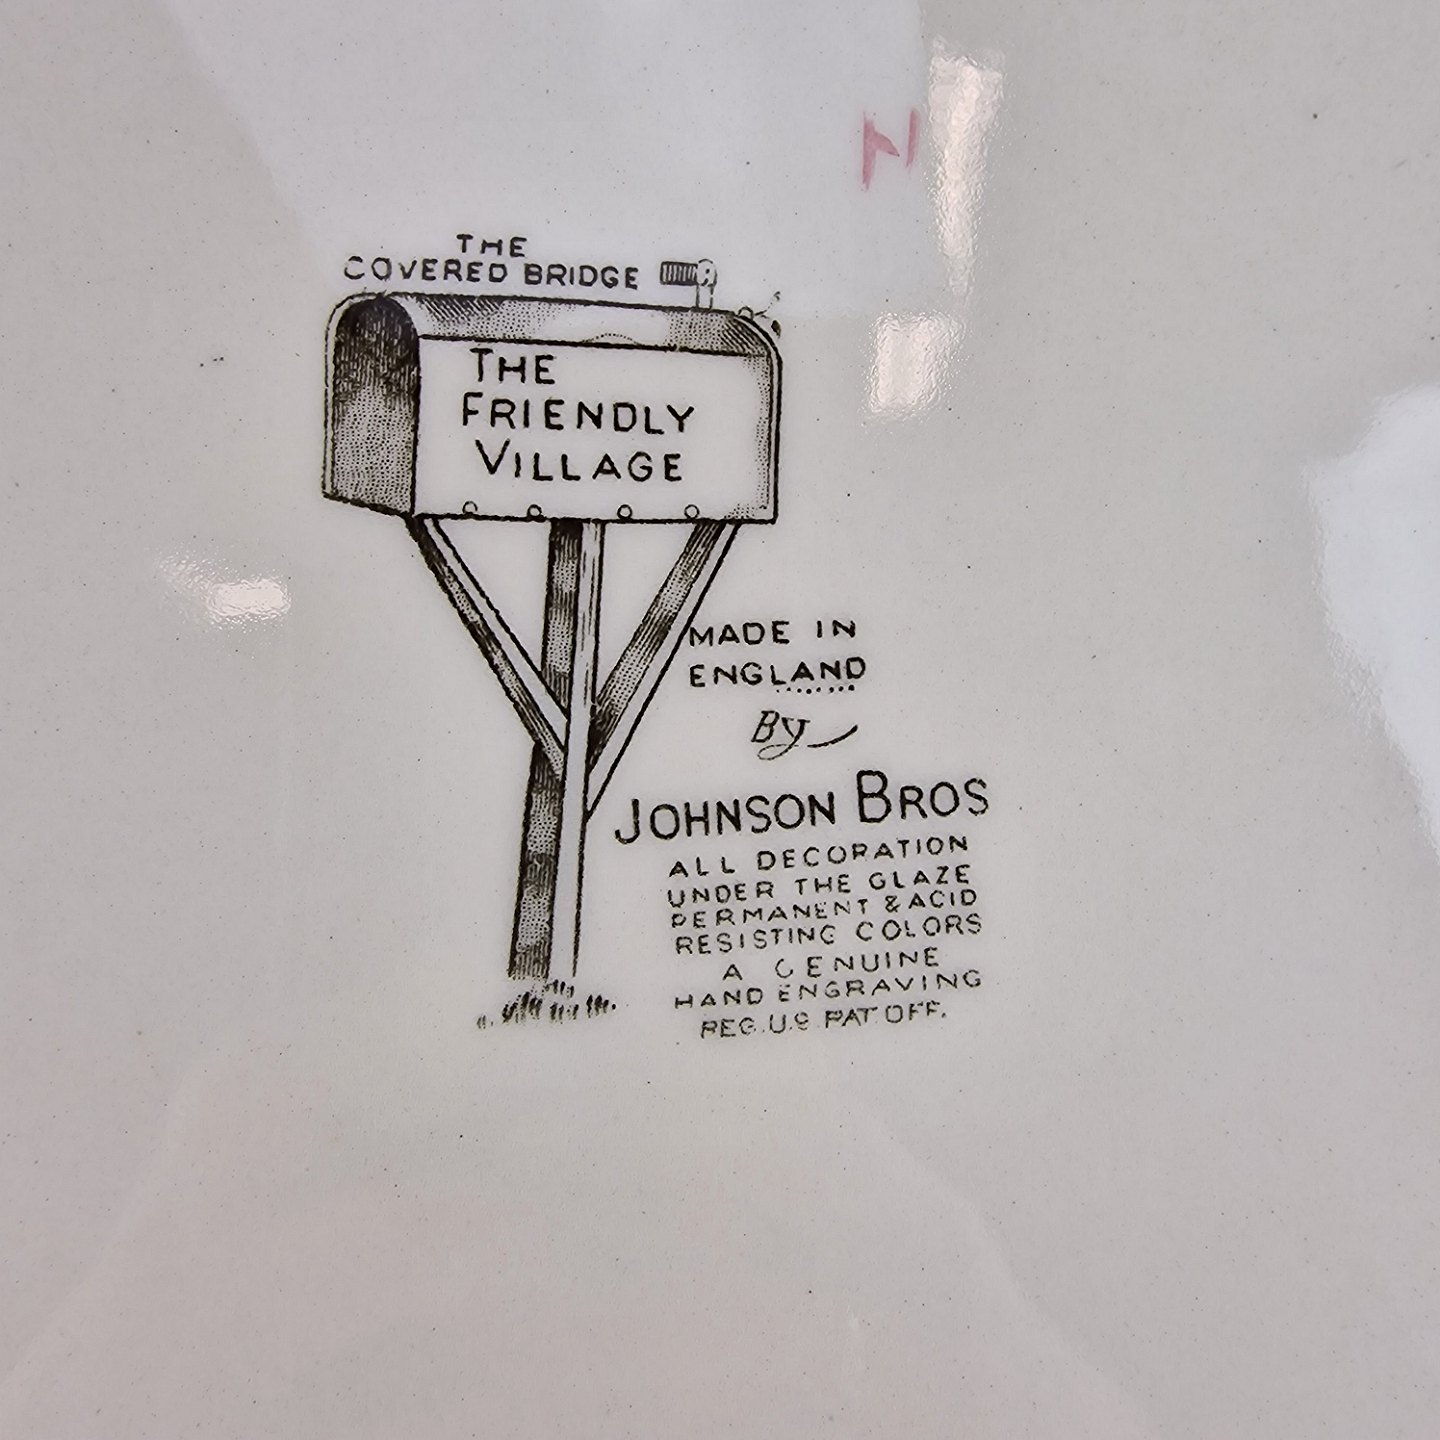 N
THE
COVERED BRIDGE
THE
FRIENDLY
VILLAGE
MADE IN
ENGLAND
By
JOHNSON BROS
ALL DECORATION
UNDER THE GLAZE
PERMANENT & ACID
RESISTING COLORS
A GENUINE
HAND ENGRAVING
REG. U.S. PAT. OFF.